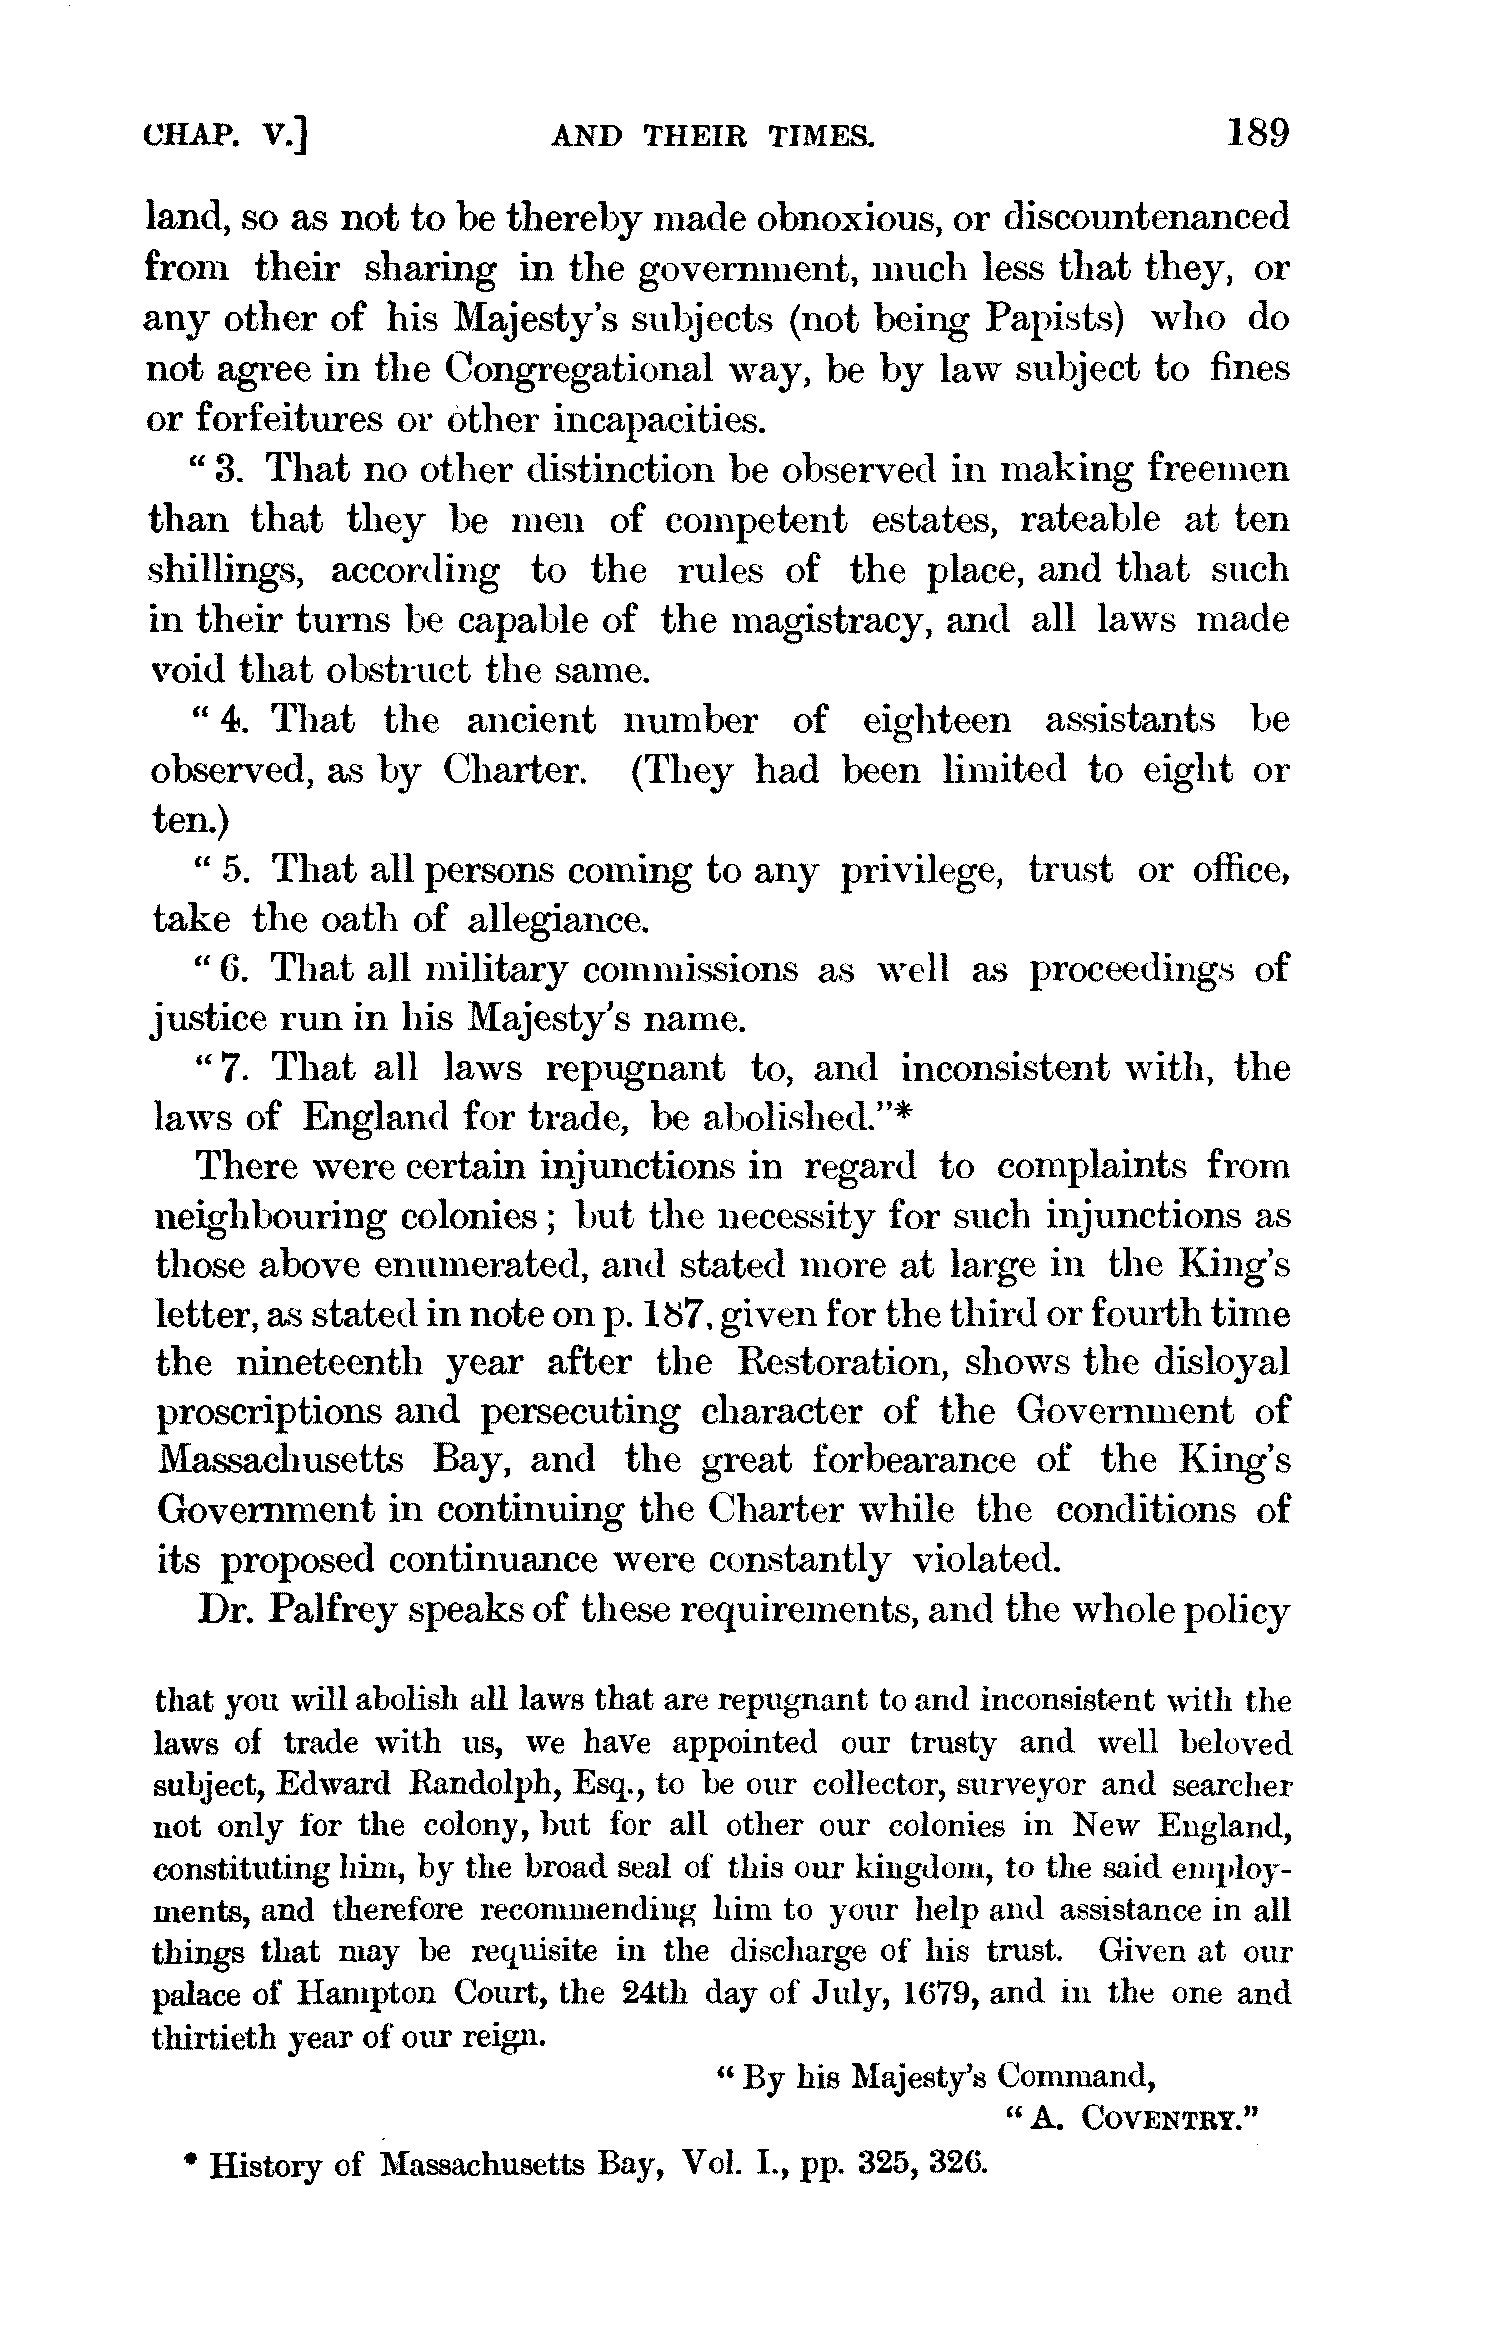 CHAP. V.] AND THEIR TIMES. 189
land, so as not to be thereby made obnoxious, or discountenanced
from their sharing in the government, much less that they, or
any other of his Majesty's subjects (not being Papists) who do
not agree in the Congregational way, be by law subject to fines
or forfeitures or other incapacities.
" 3. That no other distinction be observed in making freemen
than that they be men of competent estates, rateable at ten
shillings, according to the rules of the place, and that such
in their turns be capable of the magistracy, and all laws made
void that obstruct the same.
" 4. That the ancient number of eighteen assistants be
observed, as by Charter. (They had been limited to eight or
ten.)
" 5. That all persons coming to any privilege, trust or office,
take the oath of allegiance.
" 6. That all military commissions as well as proceedings of
justice run in his Majesty's name.
" 7. That all laws repugnant to, and inconsistent with, the
laws of England for trade, be abolished."*
There were certain injunctions in regard to complaints from
neighbouring colonies ; but the necessity for such injunctions as
those above enumerated, and stated more at large in the King's
letter, as stated in note on p. 187, given for the third or fourth time
the nineteenth year after the Restoration, shows the disloyal
proscriptions and persecuting character of the Government of
Massachusetts Bay, and the great forbearance of the King's
Government in continuing the Charter while the conditions of
its proposed continuance were constantly violated.
Dr. Palfrey speaks of these requirements, and the whole policy
that you will abolish all laws that are repugnant to and inconsistent with the
laws of trade with us, we have appointed our trusty and well beloved
subject, Edward Randolph, Esq., to be our collector, surveyor and searcher
not only for the colony, but for all other our colonies in New England,
constituting him, by the broad seal of this our kingdom, to the said employ-
ments, and therefore recommending him to your help and assistance in all
things that may be requisite in the discharge of his trust. Given at our
palace of Hampton Court, the 24th day of July, 1679, and in the one and
thirtieth year of our reign.
" By his Majesty's Command,
" A. COVENTRY."
* History of Massachusetts Bay, Vol. I., pp. 325, 326.